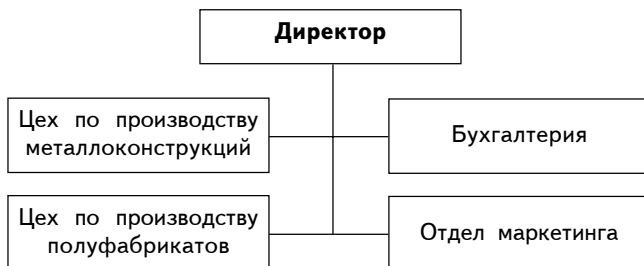 Директор
Цех по производству
металлоконструкций
Бухгалтерия
Цех по производству
полуфабрикатов
Отдел маркетинга